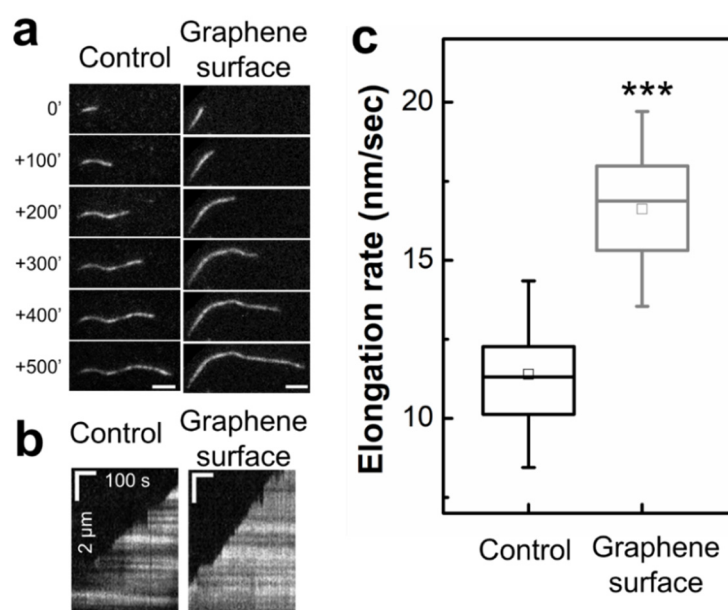 a
Control
Graphene
surface
0'
+100'
+200'
+300'
+400'
+500'
b
Control
Graphene
surface
100 s
2 μm
c
Elongation rate (nm/sec)
20
15
10
***
Control
Graphene
surface